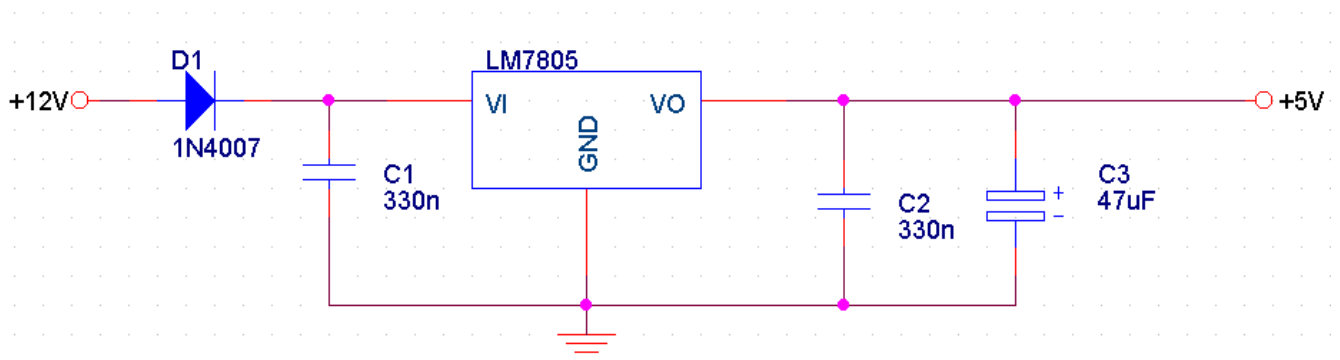 D1
LM7805
+12V
VI
VO
+5V
1N4007
GND
C1
330n
C2
330n
C3
47uF
+
−